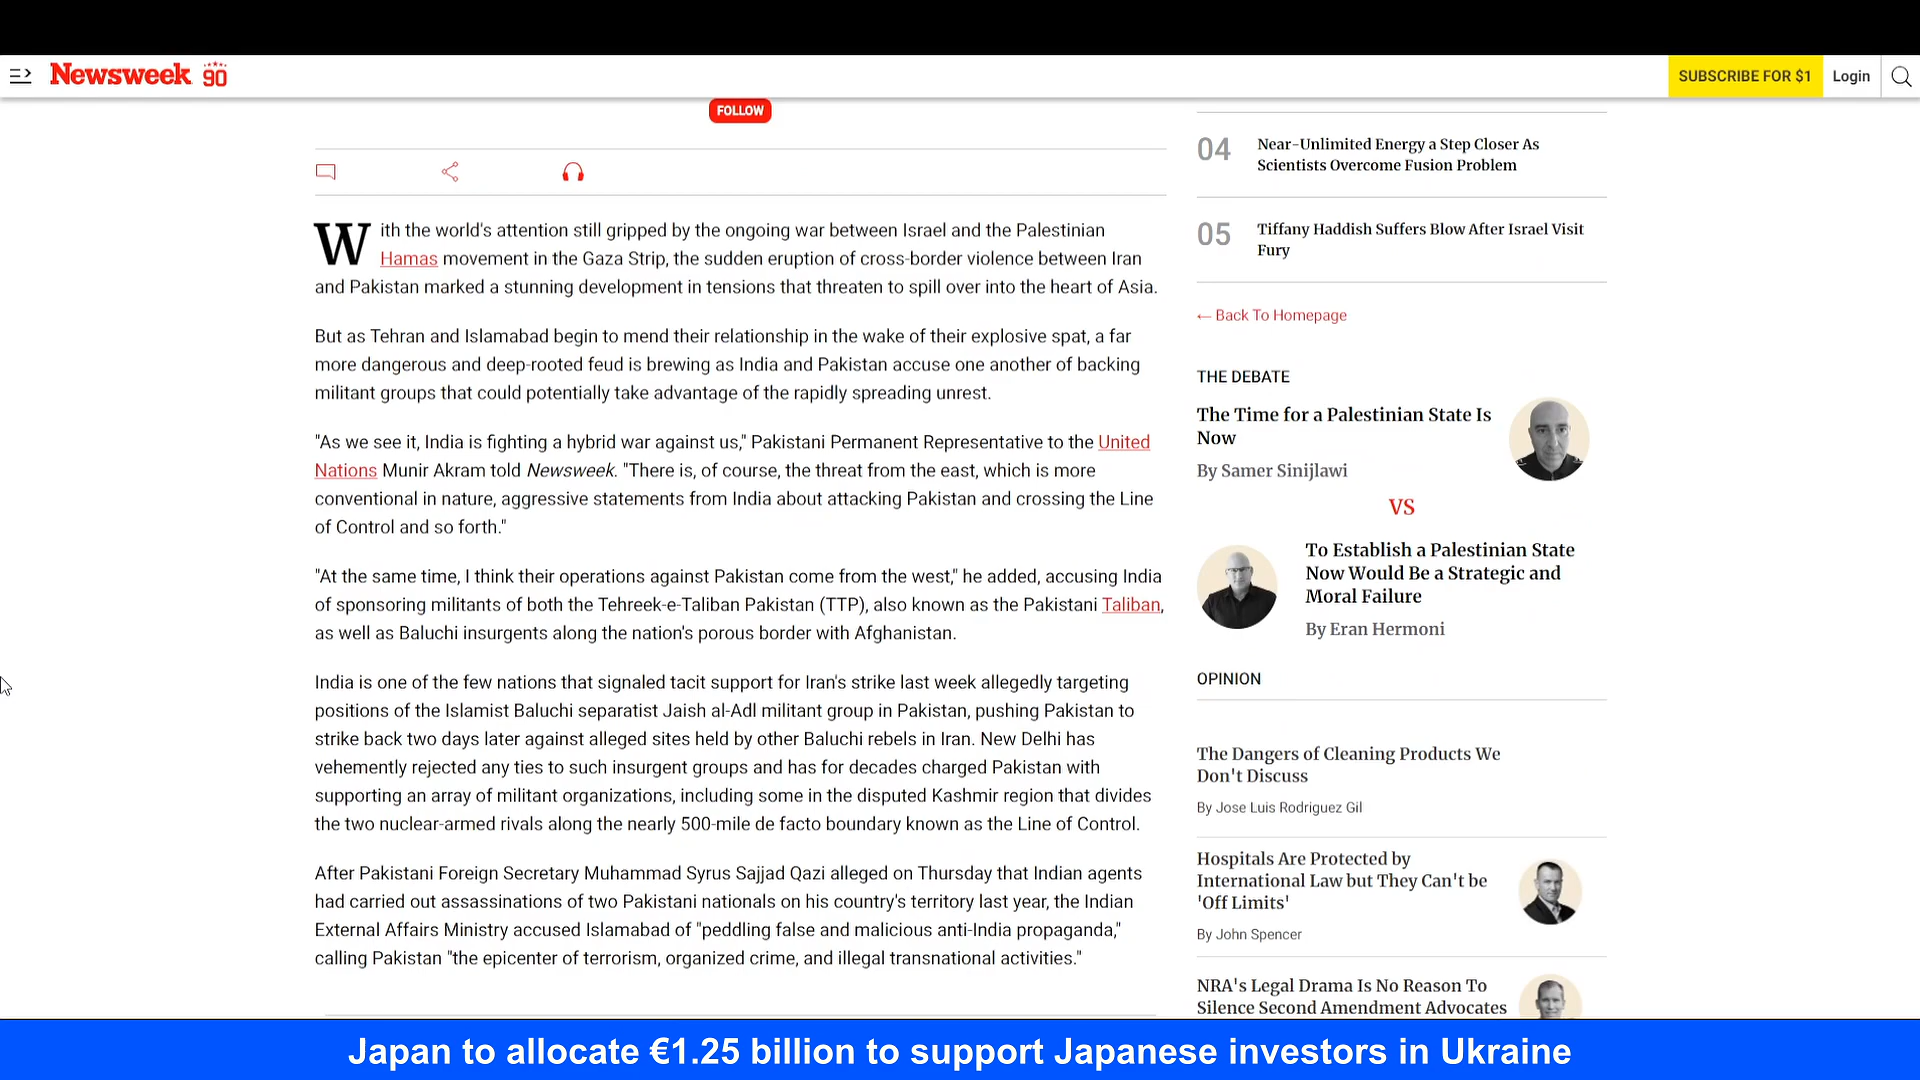 Newsweek 90
SUBSCRIBE FOR $1
Login
FOLLOW
With the world's attention still gripped by the ongoing war between Israel and the Palestinian
Hamas movement in the Gaza Strip, the sudden eruption of cross-border violence between Iran
and Pakistan marked a stunning development in tensions that threaten to spill over into the heart of Asia.
But as Tehran and Islamabad begin to mend their relationship in the wake of their explosive spat, a far
more dangerous and deep-rooted feud is brewing as India and Pakistan accuse one another of backing
militant groups that could potentially take advantage of the rapidly spreading unrest.
"As we see it, India is fighting a hybrid war against us," Pakistani Permanent Representative to the United
Nations Munir Akram told Newsweek. "There is, of course, the threat from the east, which is more
conventional in nature, aggressive statements from India about attacking Pakistan and crossing the Line
of Control and so forth."
"At the same time, I think their operations against Pakistan come from the west," he added, accusing India
of sponsoring militants of both the Tehreek-e-Taliban Pakistan (TTP), also known as the Pakistani Taliban,
as well as Baluchi insurgents along the nation's porous border with Afghanistan.
India is one of the few nations that signaled tacit support for Iran's strike last week allegedly targeting
positions of the Islamist Baluchi separatist Jaish al-Adl militant group in Pakistan, pushing Pakistan to
strike back two days later against alleged sites held by other Baluchi rebels in Iran. New Delhi has
vehemently rejected any ties to such insurgent groups and has for decades charged Pakistan with
supporting an array of militant organizations, including some in the disputed Kashmir region that divides
the two nuclear-armed rivals along the nearly 500-mile de facto boundary known as the Line of Control.
After Pakistani Foreign Secretary Muhammad Syrus Sajjad Qazi alleged on Thursday that Indian agents
had carried out assassinations of two Pakistani nationals on his country's territory last year, the Indian
External Affairs Ministry accused Islamabad of "peddling false and malicious anti-India propaganda,"
calling Pakistan "the epicenter of terrorism, organized crime, and illegal transnational activities."
04
Near-Unlimited Energy a Step Closer As
Scientists Overcome Fusion Problem
05
Tiffany Haddish Suffers Blow After Israel Visit
Fury
← Back To Homepage
THE DEBATE
The Time for a Palestinian State Is
Now
By Samer Sinijlawi
VS
To Establish a Palestinian State
Now Would Be a Strategic and
Moral Failure
By Eran Hermoni
OPINION
The Dangers of Cleaning Products We
Don't Discuss
By Jose Luis Rodriguez Gil
Hospitals Are Protected by
International Law but They Can't be
'Off Limits'
By John Spencer
NRA's Legal Drama Is No Reason To
Silence Second Amendment Advocates
Japan to allocate €1.25 billion to support Japanese investors in Ukraine